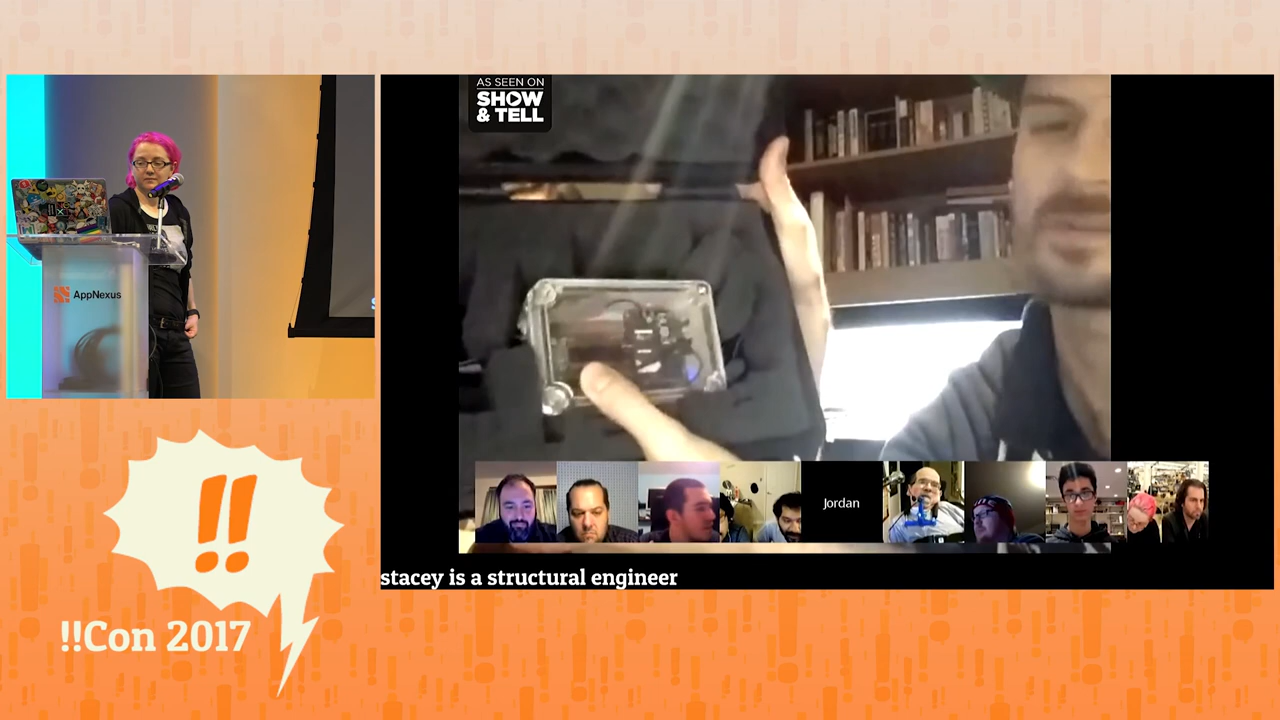 AS SEEN ON
SHOW
& TELL
AppNexus
Jordan
stacey is a structural engineer
!!
!!Con 2017